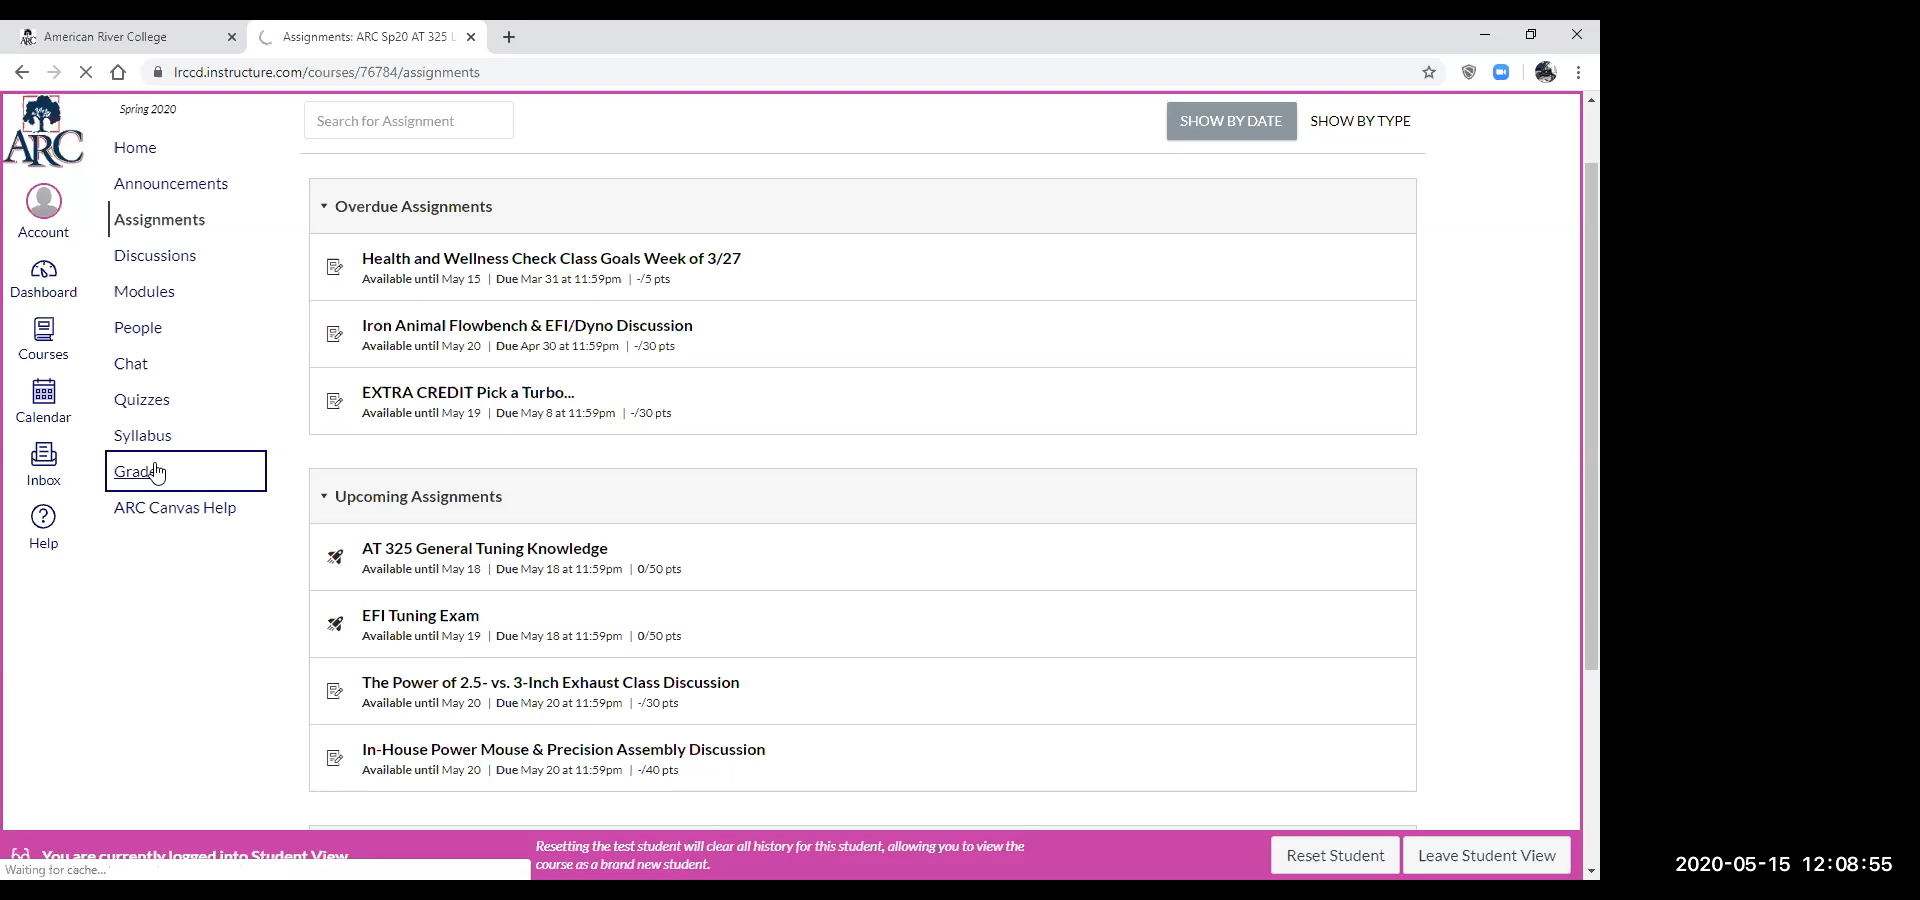 American River College
Assignments: ARC Sp20 AT 325 L
lrccd.instructure.com/courses/76784/assignments
ARC
Account
Dashboard
Courses
Calendar
Inbox
Help
Spring 2020
Home
Announcements
Assignments
Discussions
Modules
People
Chat
Quizzes
Syllabus
Grades
ARC Canvas Help
Search for Assignment
SHOW BY DATE
SHOW BY TYPE
Overdue Assignments
Health and Wellness Check Class Goals Week of 3/27
Available until May 15 | Due Mar 31 at 11:59pm | -/5 pts
Iron Animal Flowbench & EFI/Dyno Discussion
Available until May 20 | Due Apr 30 at 11:59pm | -/30 pts
EXTRA CREDIT Pick a Turbo...
Available until May 19 | Due May 8 at 11:59pm | -/30 pts
Upcoming Assignments
AT 325 General Tuning Knowledge
Available until May 18 | Due May 18 at 11:59pm | 0/50 pts
EFI Tuning Exam
Available until May 19 | Due May 18 at 11:59pm | 0/50 pts
The Power of 2.5- vs. 3-Inch Exhaust Class Discussion
Available until May 20 | Due May 20 at 11:59pm | -/30 pts
In-House Power Mouse & Precision Assembly Discussion
Available until May 20 | Due May 20 at 11:59pm | -/40 pts
You are currently logged into Student View
Waiting for cache...
Resetting the test student will clear all history for this student, allowing you to view the
course as a brand new student.
Reset Student
Leave Student View
2020-05-15 12:08:55